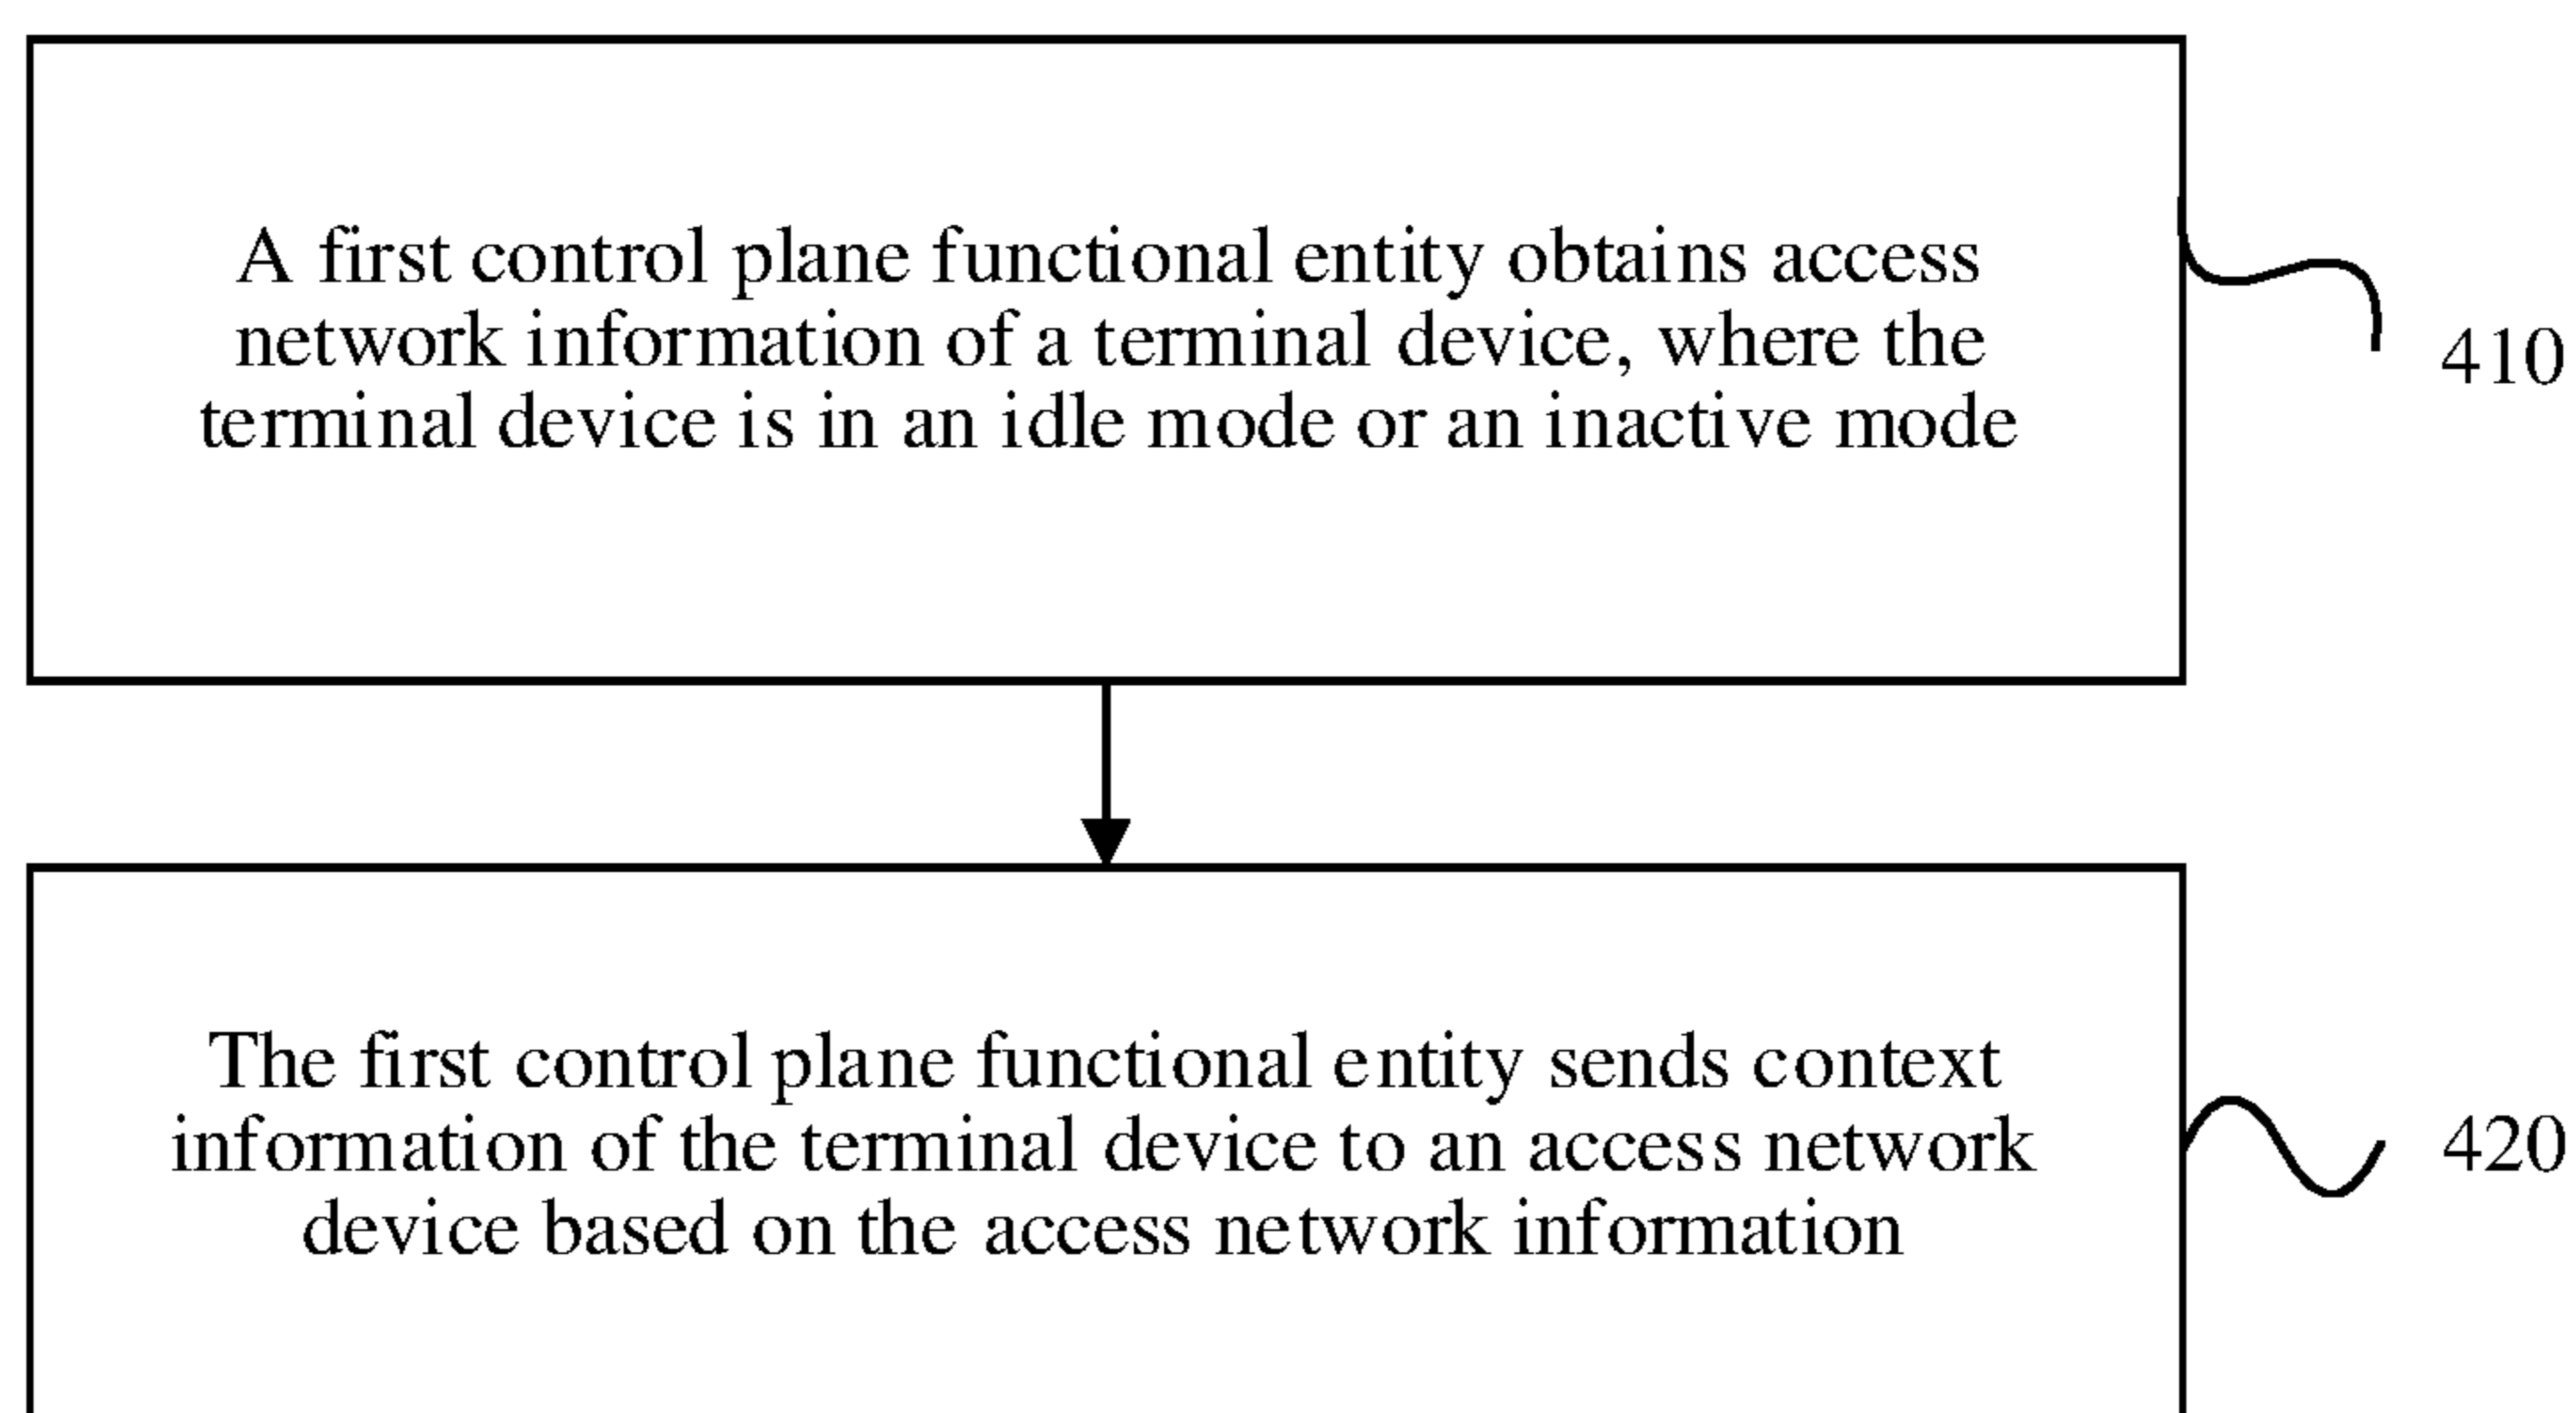 A first control plane functional entity obtains access
network information of a terminal device, where the
terminal device is in an idle mode or an inactive mode
410
The first control plane functional entity sends context
information of the terminal device to an access network
device based on the access network information
420